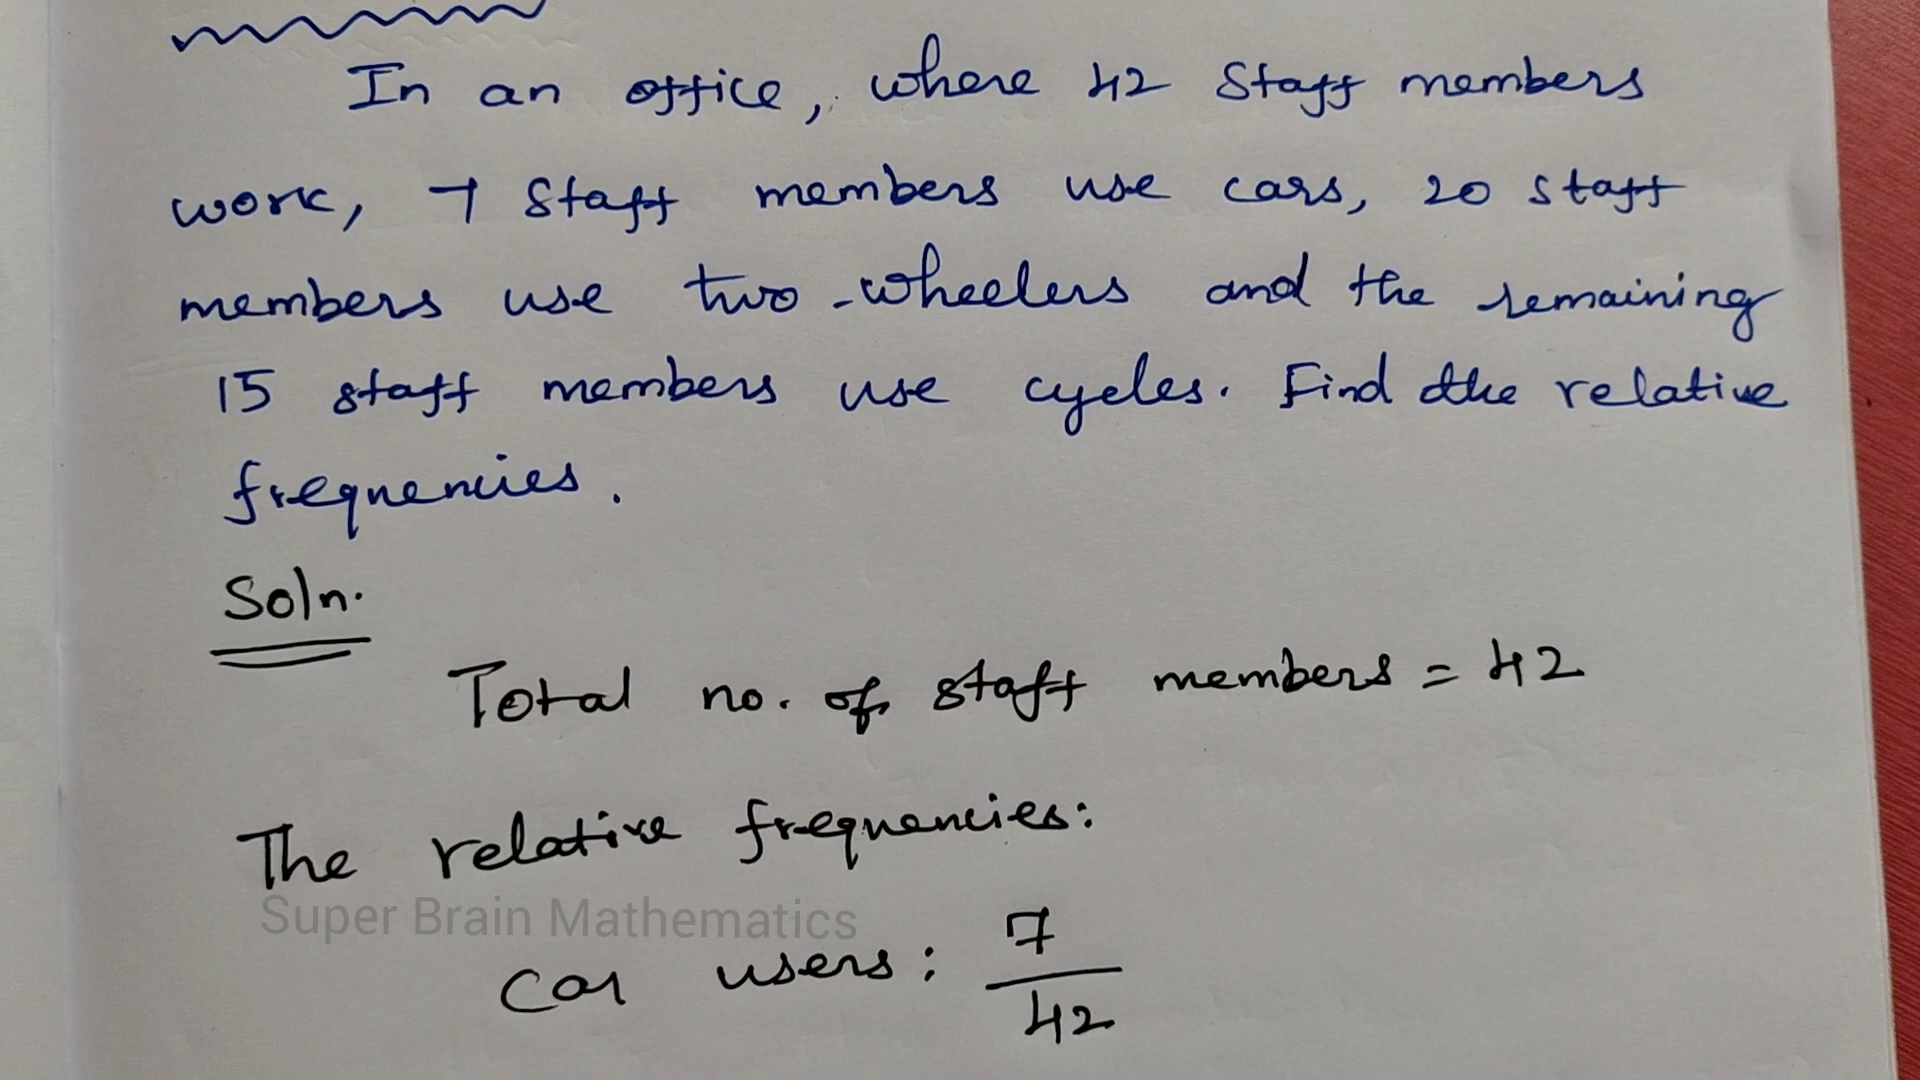 In an office, where 42 Staff members
work, 7 Staff members use cars, 20 staff
members use two-wheelers and the remaining
15 staff members use cycles. Find the relative
frequencies.
Soln.
Total no. of staff members = 42
The relative frequencies:
Super Brain Mathematics
Car users: 7/42